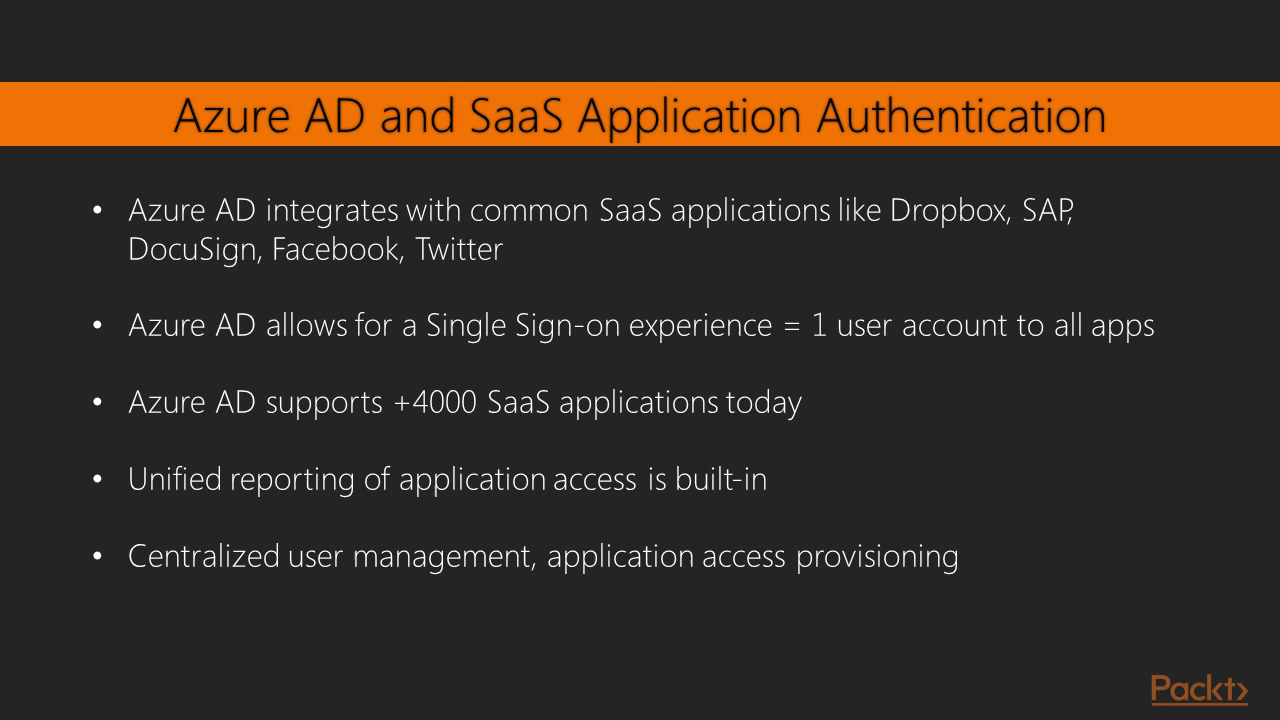 Azure AD and SaaS Application Authentication
• Azure AD integrates with common SaaS applications like Dropbox, SAP,
DocuSign, Facebook, Twitter
• Azure AD allows for a Single Sign-on experience = 1 user account to all apps
• Azure AD supports +4000 SaaS applications today
• Unified reporting of application access is built-in
• Centralized user management, application access provisioning
Packt>